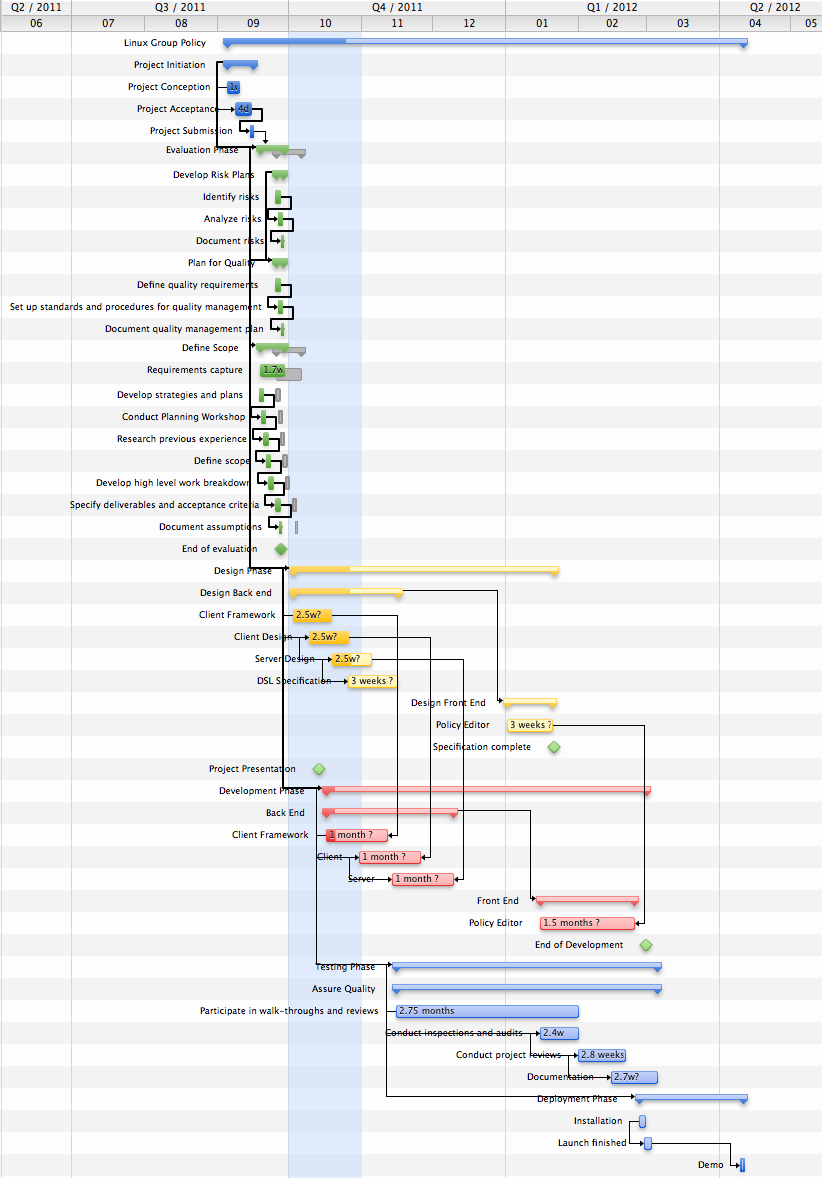 Q2 / 2011 Q3 / 2011 Q4 / 2011 Q1 / 2012 Q2 / 2012
06 07 08 09 10 11 12 01 02 03 04 05
Linux Group Policy
Project Initiation
Project Conception 1w
Project Acceptance 4d
Project Submission
Evaluation Phase
Develop Risk Plans
Identify risks
Analyze risks
Document risks
Plan for Quality
Define quality requirements
Set up standards and procedures for quality management
Document quality management plan
Define Scope
Requirements capture 1.7w
Develop strategies and plans
Conduct Planning Workshop
Research previous experience
Define scope
Develop high level work breakdown
Specify deliverables and acceptance criteria
Document assumptions
End of evaluation
Design Phase
Design Back end
Client Framework 2.5w?
Client Design 2.5w?
Server Design 2.5w?
DSL Specification 3 weeks ?
Design Front End
Policy Editor 3 weeks ?
Specification complete
Project Presentation
Development Phase
Back End
Client Framework 1 month ?
Client 1 month ?
Server 1 month ?
Front End
Policy Editor 1.5 months ?
End of Development
Testing Phase
Assure Quality
Participate in walk-throughs and reviews 2.75 months
Conduct inspections and audits 2.4w
Conduct project reviews 2.8 weeks
Documentation 2.7w?
Deployment Phase
Installation
Launch finished
Demo